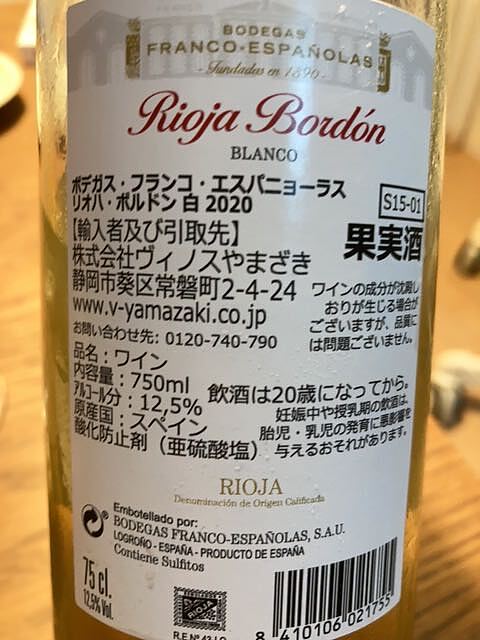 BODEGAS
FRANCO-ESPAÑOLAS
- Fundadas en 1890 -
Rioja Bordón
BLANCO
ボデガス・フランコ・エスパニョーラス
リオハ・ボルドン 白 2020
S15-01
【輸入者及び引取先】
果実酒
株式会社ヴィノスやまざき
静岡市葵区常磐町2-4-24
www.v-yamazaki.co.jp
お問い合わせ先: 0120-740-790
ワインの成分が沈殿し
おりが生じる場合が
ございますが、品質に
は問題ございません。
品名：ワイン
内容量：750ml
アルコール分：12,5%
原産国：スペイン
酸化防止剤（亜硫酸塩）
飲酒は20歳になってから。
妊娠中や授乳期の飲酒は、
胎児・乳児の発育に悪影響を
与えるおそれがあります。
RIOJA
Denominación de Origen Calificada
Embotellado por:
BODEGAS FRANCO-ESPAÑOLAS, S.A.U.
LOGROÑO - ESPAÑA - PRODUCTO DE ESPAÑA
Contiene Sulfitos
75 cl.
12,5% Vol.
RIOJA
8 410106 021755